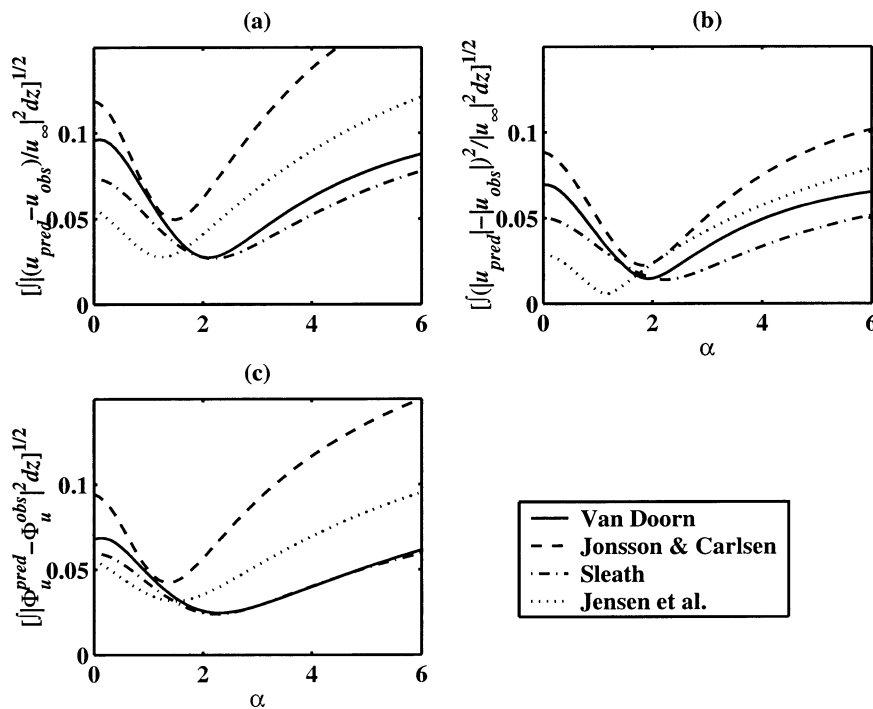 (a)
[∫|(u_pred−u_obs)/u_∞|²dz]^1/2
0.1
0.05
0
0 2 4 6
(b)
[∫(|u_pred|−|u_obs|)²/|u_∞|²dz]^1/2
0.1
0.05
0
0 2 4 6
α
(c)
[∫|Φ_u^pred−Φ_u^obs|²dz]^1/2
0.1
0.05
0
0 2 4 6
α
Van Doorn
Jonsson & Carlsen
Sleath
Jensen et al.